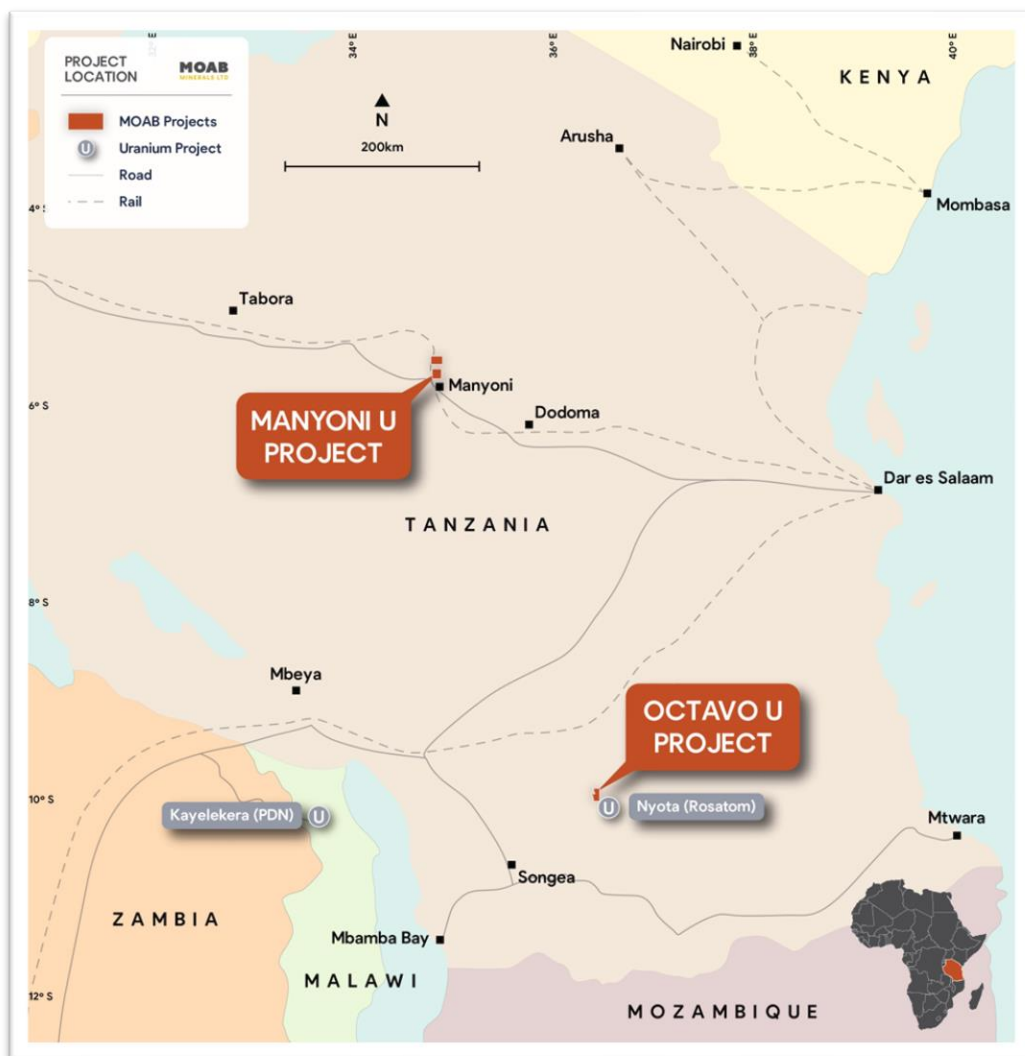 PROJECT
LOCATION
MOAB
MINERALS LTD
MOAB Projects
U
Uranium Project
Road
Rail
32° E
34° E
36° E
38° E
40° E
N
200km
Nairobi
KENYA
Arusha
Mombasa
4° S
Tabora
Manyoni
6° S
MANYONI U
PROJECT
Dodoma
Dar es Salaam
TANZANIA
8° S
Mbeya
OCTAVO U
PROJECT
10° S
Kayelekera (PDN)
U
U
Nyota (Rosatom)
Mtwara
Songea
ZAMBIA
Mbamba Bay
MALAWI
12° S
MOZAMBIQUE